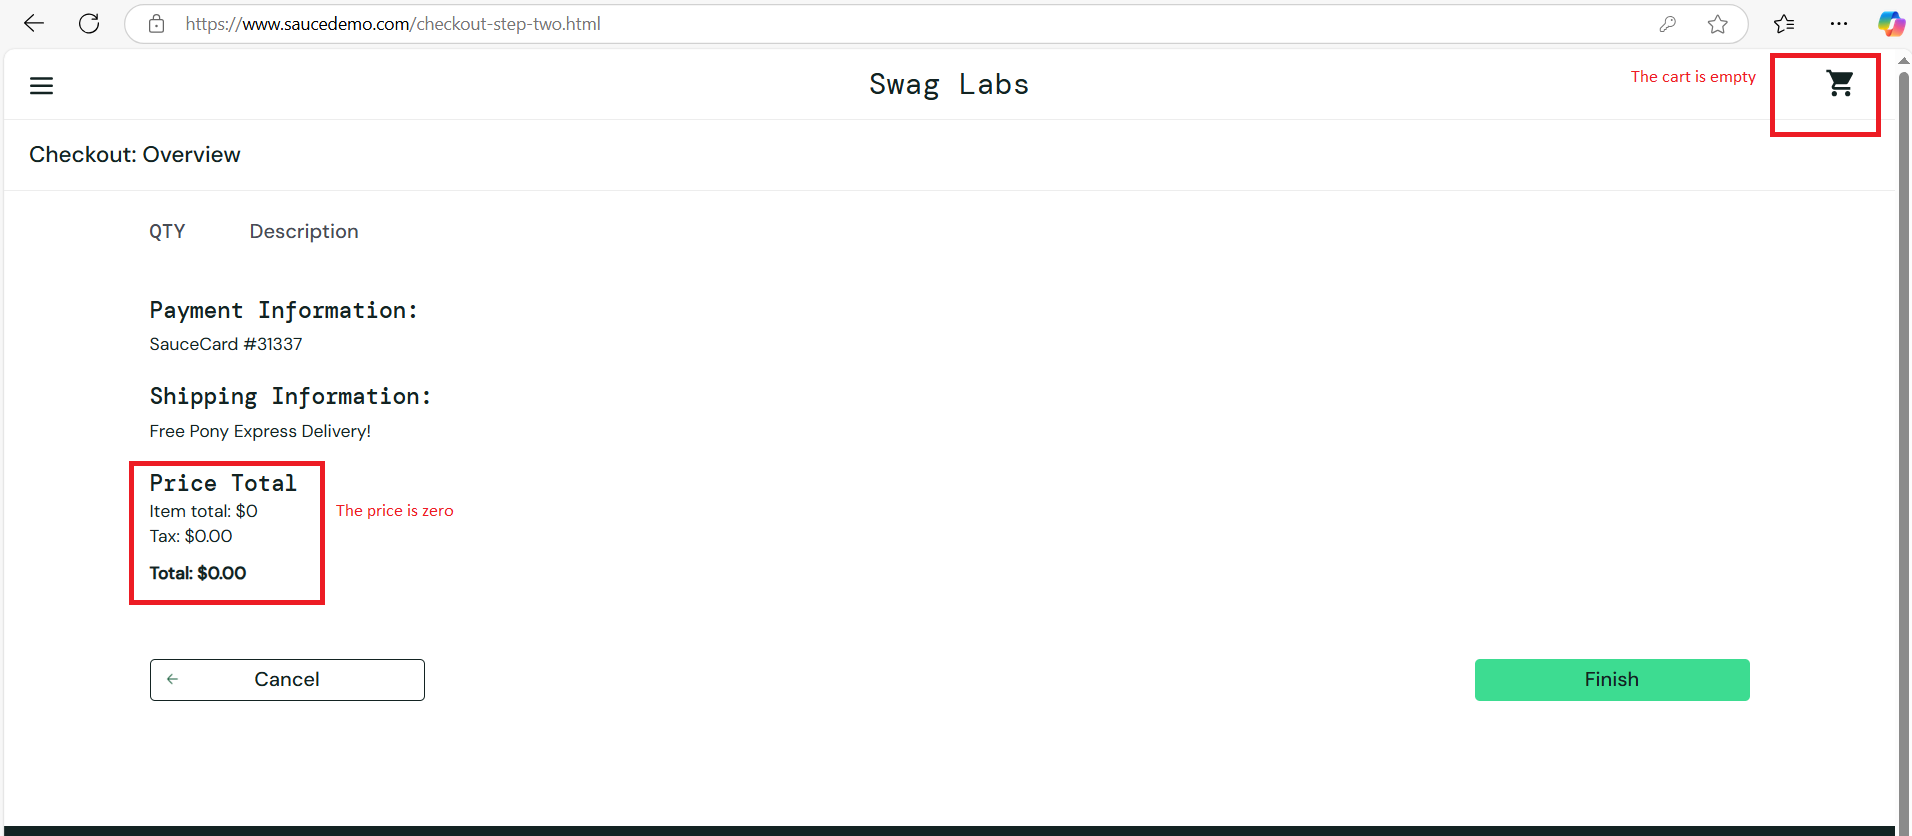 https://www.saucedemo.com/checkout-step-two.html
Swag Labs
The cart is empty
Checkout: Overview
QTY Description
Payment Information:
SauceCard #31337
Shipping Information:
Free Pony Express Delivery!
Price Total
Item total: $0
The price is zero
Tax: $0.00
Total: $0.00
Cancel
Finish